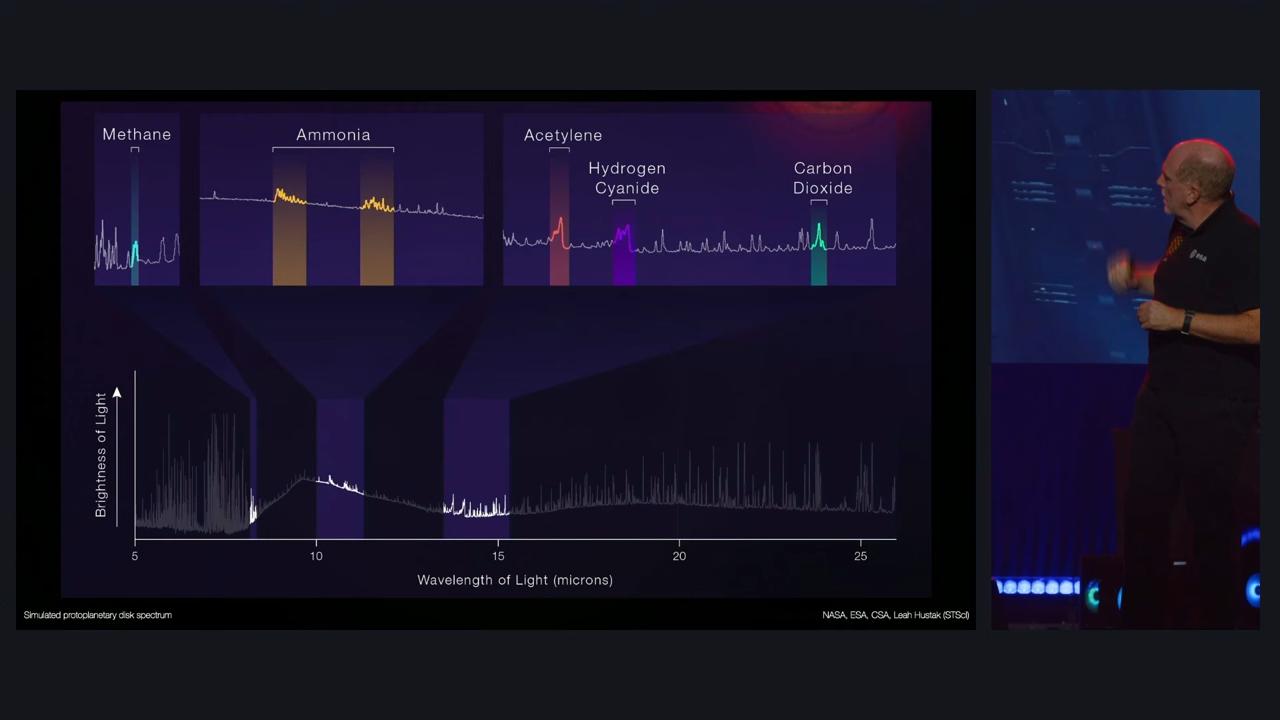 Methane
Ammonia
Acetylene
Hydrogen
Cyanide
Carbon
Dioxide
esa
Brightness of Light
5
10
15
20
25
Wavelength of Light (microns)
Simulated protoplanetary disk spectrum
NASA, ESA, CSA, Leah Hustak (STScI)